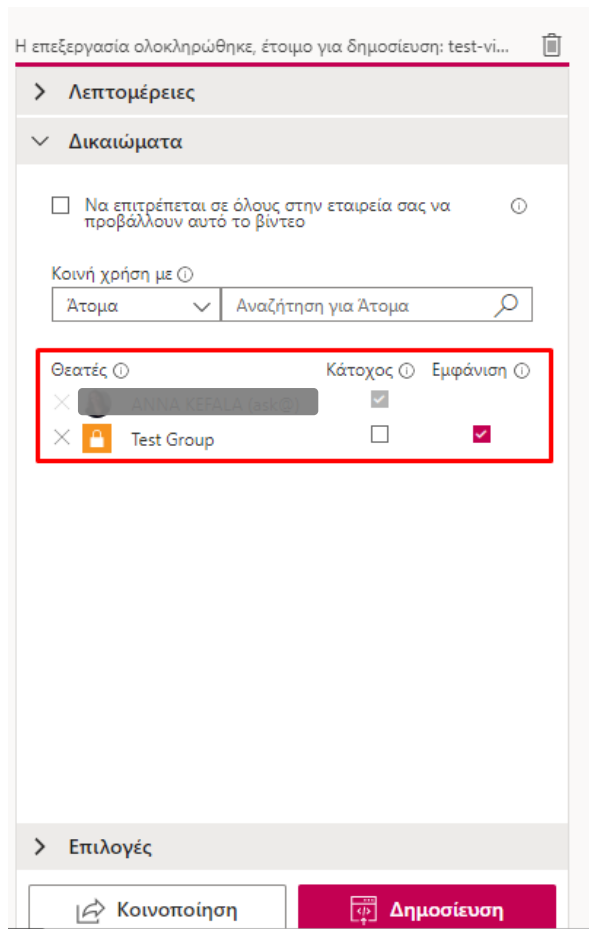 Η επεξεργασία ολοκληρώθηκε, έτοιμο για δημοσίευση: test-vi...
Λεπτομέρειες
Δικαιώματα
Να επιτρέπεται σε όλους στην εταιρεία σας να
προβάλλουν αυτό το βίντεο
Κοινή χρήση με
Άτομα Αναζήτηση για Άτομα
Θεατές Κάτοχος Εμφάνιση
Test Group
Επιλογές
Κοινοποίηση Δημοσίευση